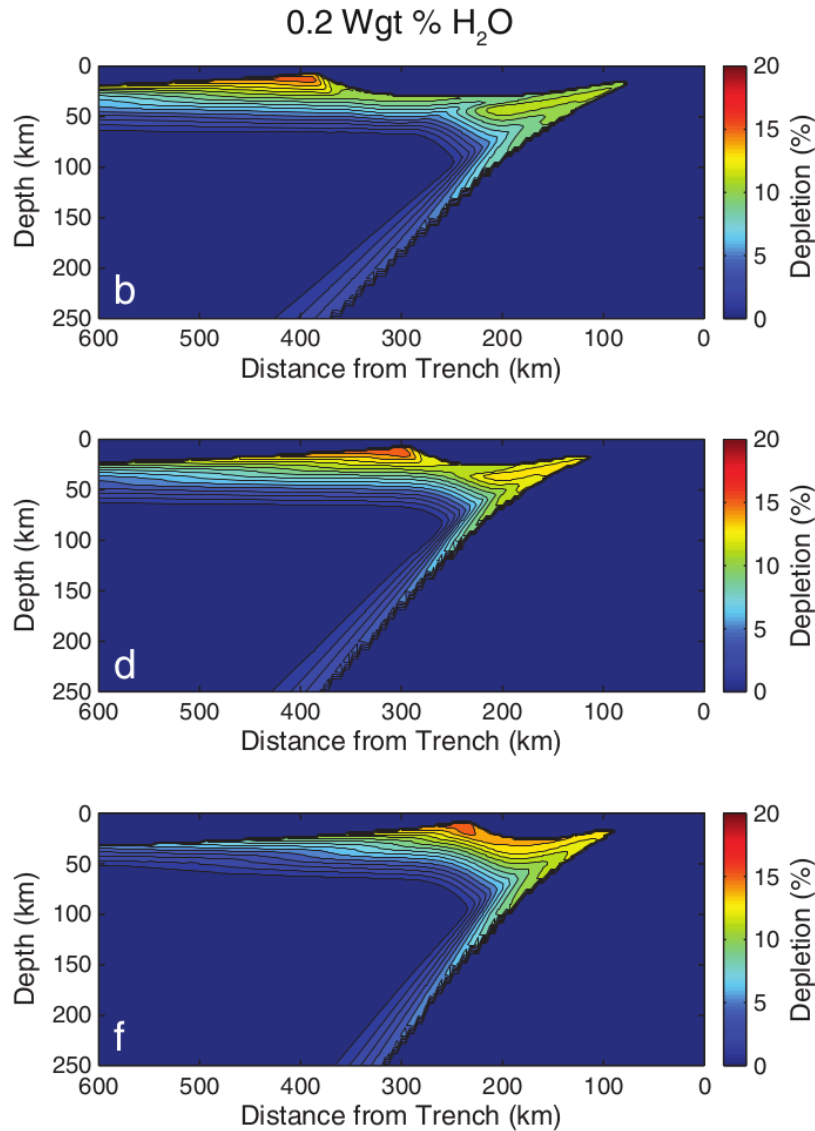 0.2 Wgt % H₂O
0
50
100
150
200
250
Depth (km)
b
600 500 400 300 200 100 0
Distance from Trench (km)
20
15
10
5
0
Depletion (%)
0
50
100
150
200
250
Depth (km)
d
600 500 400 300 200 100 0
Distance from Trench (km)
20
15
10
5
0
Depletion (%)
0
50
100
150
200
250
Depth (km)
f
600 500 400 300 200 100 0
Distance from Trench (km)
20
15
10
5
0
Depletion (%)